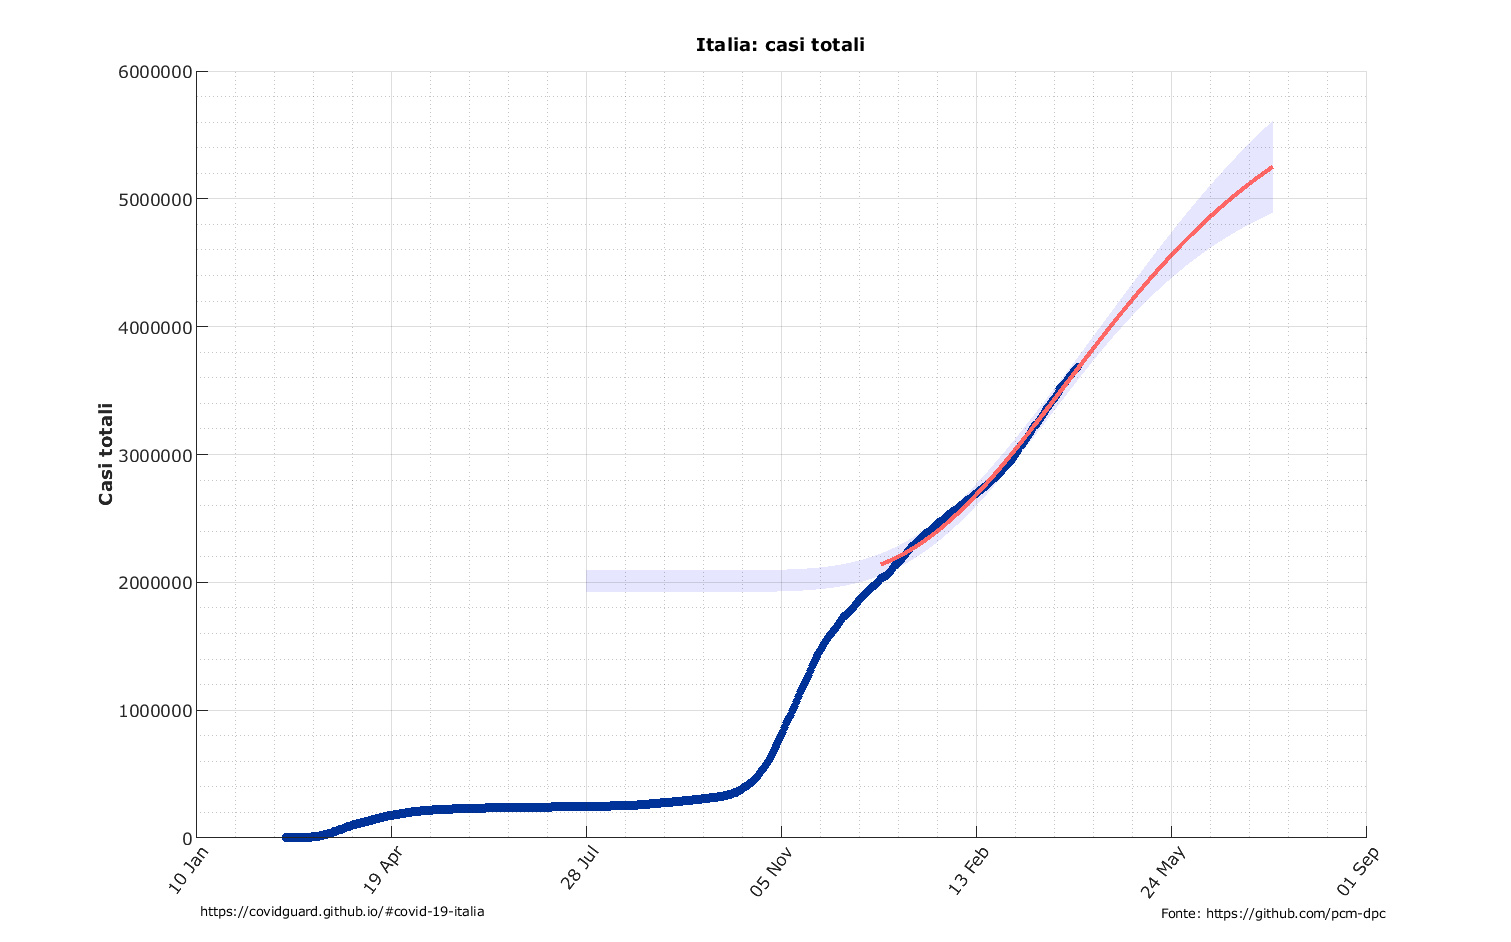 Italia: casi totali
6000000
5000000
4000000
3000000
2000000
1000000
0
Casi totali
10 Jan
19 Apr
28 Jul
05 Nov
13 Feb
24 May
01 Sep
https://covidguard.github.io/#covid-19-italia
Fonte: https://github.com/pcm-dpc